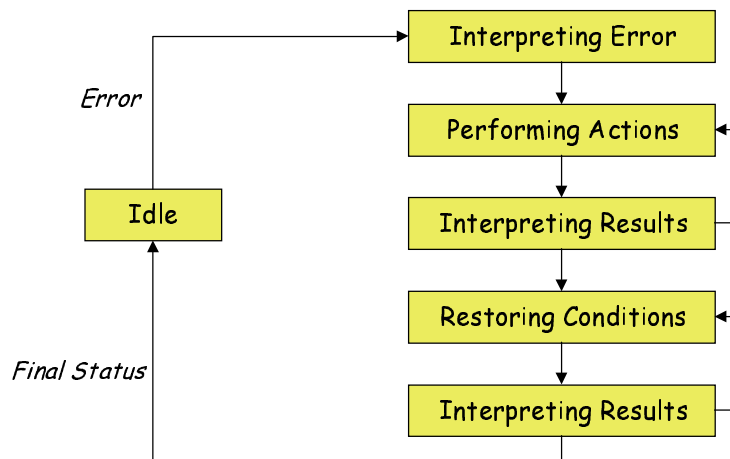 Interpreting Error
Error
Performing Actions
Idle
Interpreting Results
Restoring Conditions
Final Status
Interpreting Results